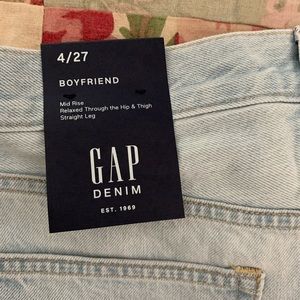 4/27
BOYFRIEND
Mid Rise
Relaxed Through the Hip & Thigh
Straight Leg
GAP
DENIM
EST. 1969